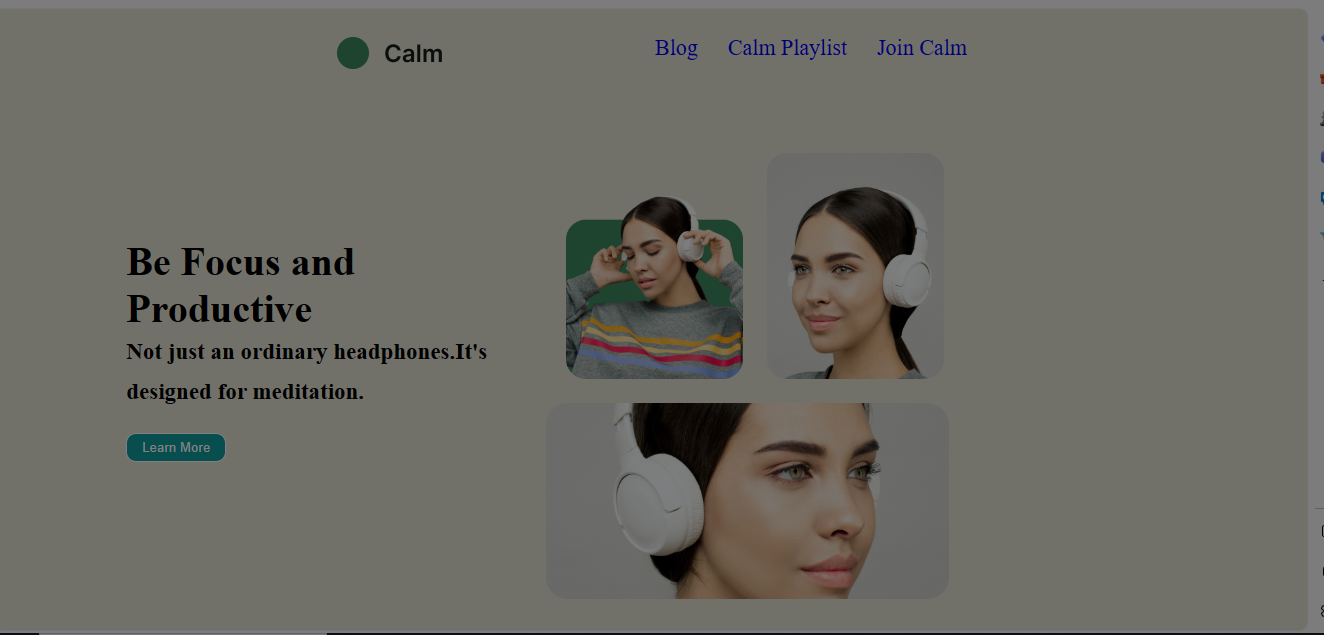 Calm
Blog Calm Playlist Join Calm
Be Focus and
Productive
Not just an ordinary headphones.It's
designed for meditation.
Learn More